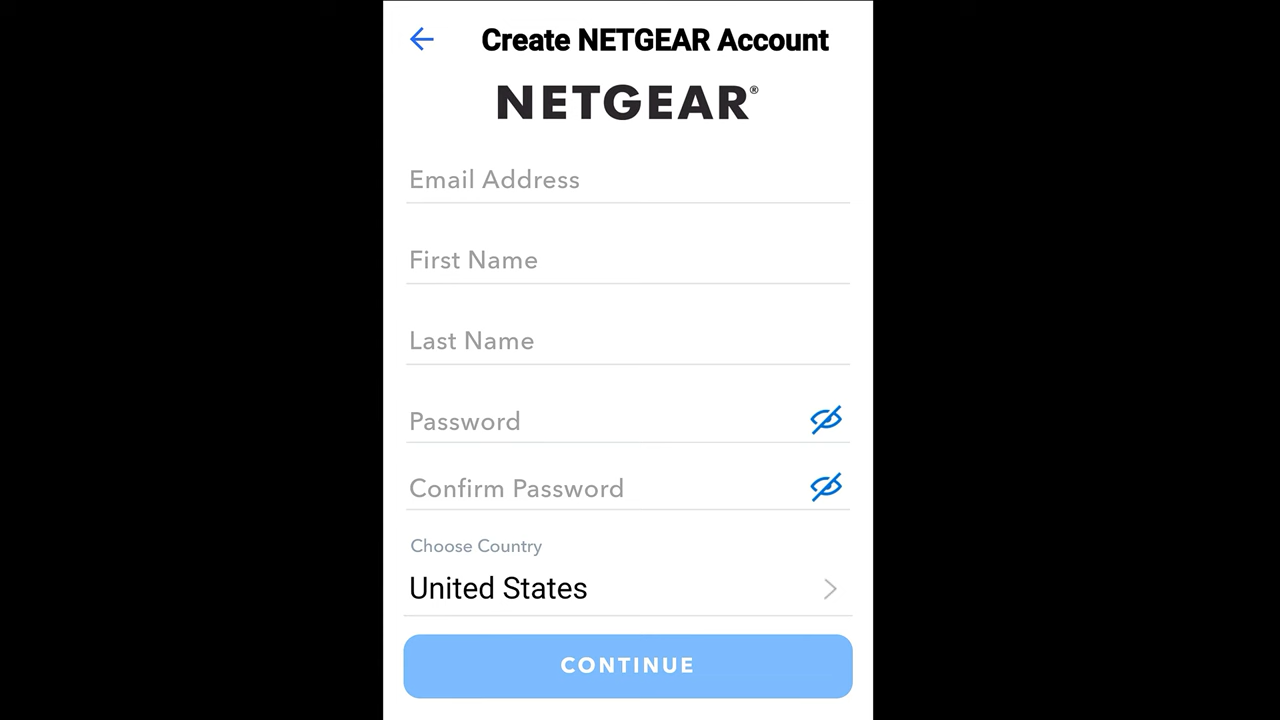 Create NETGEAR Account
NETGEAR®
Email Address
First Name
Last Name
Password
Confirm Password
Choose Country
United States
CONTINUE